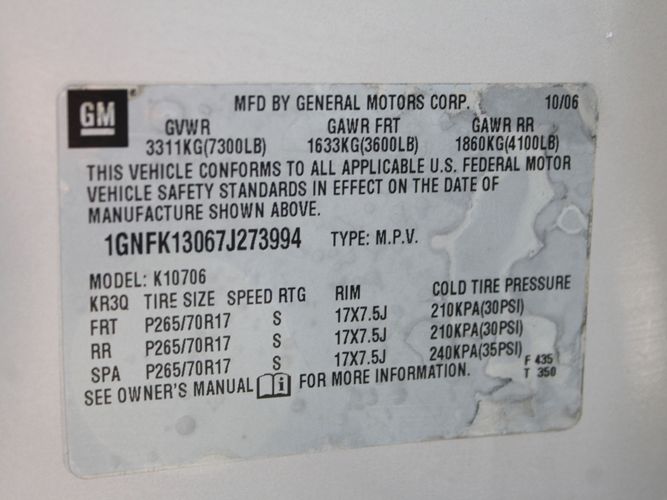 GM
MFD BY GENERAL MOTORS CORP. 10/06
GVWR GAWR FRT GAWR RR
3311KG(7300LB) 1633KG(3600LB) 1860KG(4100LB)
THIS VEHICLE CONFORMS TO ALL APPLICABLE U.S. FEDERAL MOTOR
VEHICLE SAFETY STANDARDS IN EFFECT ON THE DATE OF
MANUFACTURE SHOWN ABOVE.
1GNFK13067J273994 TYPE: M.P.V.
MODEL: K10706
KR3Q TIRE SIZE SPEED RTG RIM COLD TIRE PRESSURE
FRT P265/70R17 S 17X7.5J 210KPA(30PSI)
RR P265/70R17 S 17X7.5J 210KPA(30PSI)
SPA P265/70R17 S 17X7.5J 240KPA(35PSI)
SEE OWNER'S MANUAL i FOR MORE INFORMATION.
F 435
T 350